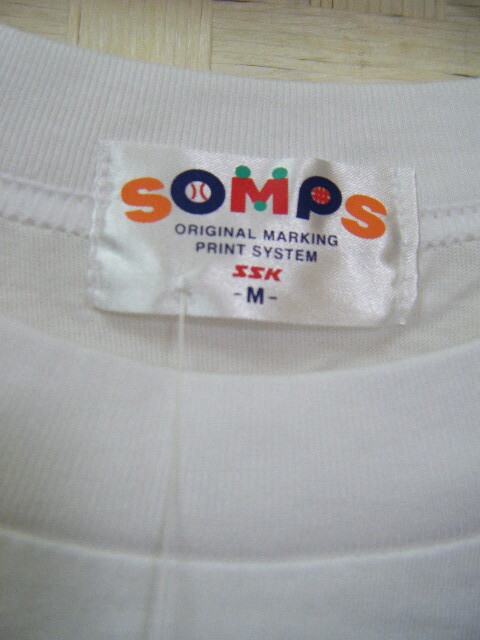 SOMPS
ORIGINAL MARKING
PRINT SYSTEM
SSK
-M-